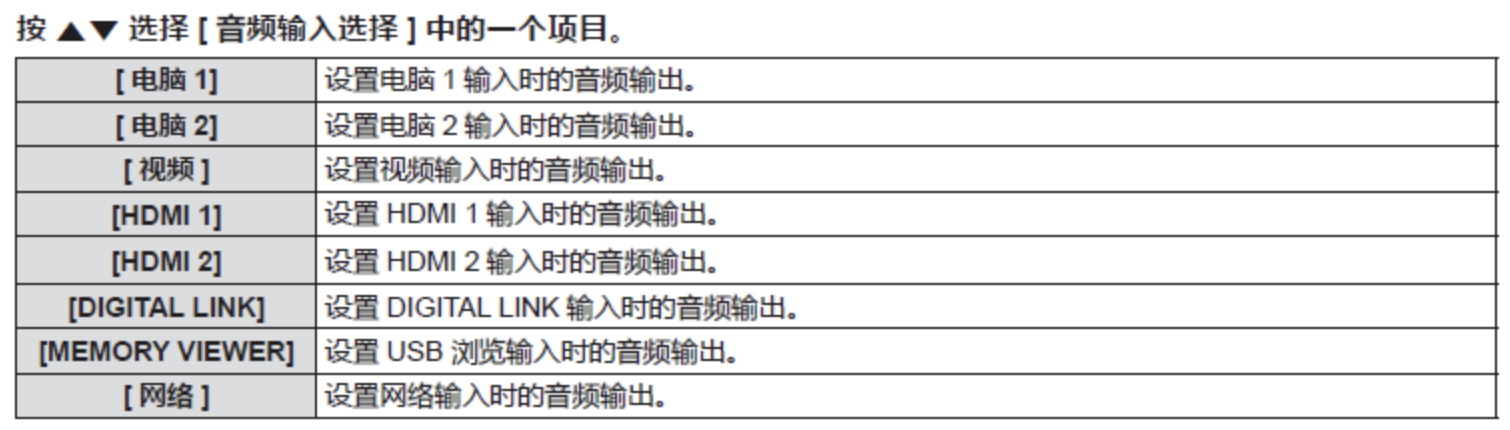 按 ▲▼ 选择 [ 音频输入选择 ] 中的一个项目。
[ 电脑 1] 设置电脑 1 输入时的音频输出。
[ 电脑 2] 设置电脑 2 输入时的音频输出。
[ 视频 ] 设置视频输入时的音频输出。
[HDMI 1] 设置 HDMI 1 输入时的音频输出。
[HDMI 2] 设置 HDMI 2 输入时的音频输出。
[DIGITAL LINK] 设置 DIGITAL LINK 输入时的音频输出。
[MEMORY VIEWER] 设置 USB 浏览输入时的音频输出。
[ 网络 ] 设置网络输入时的音频输出。